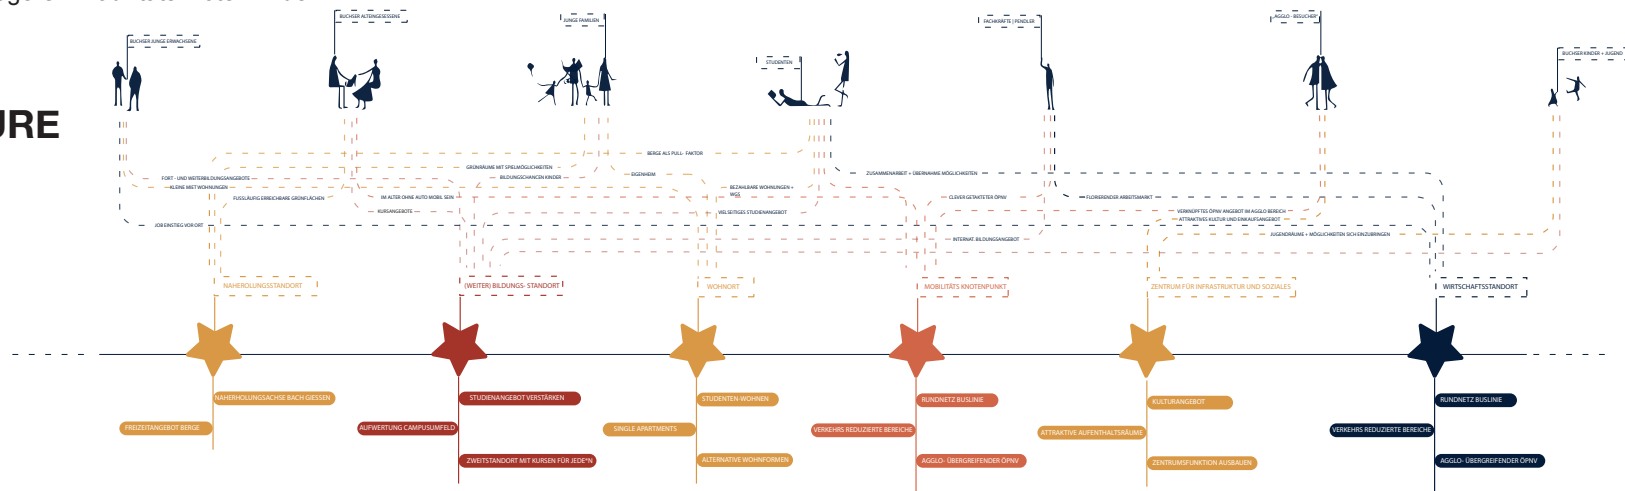 BUCHSER JUNGE ERWACHSENE
BUCHSER ALTEINGESESSENE
JUNGE FAMILIEN
STUDENTEN
FACHKRÄFTE | PENDLER
AGGLO - BESUCHER
BUCHSER KINDER + JUGEND
URE
BERGE ALS PULL- FAKTOR
GRÜNRÄUME MIT SPIELMÖGLICHKEITEN
FORT - UND WEITERBILDUNGSANGEBOTE
BILDUNGSCHANCEN KINDER
EIGENHEIM
ZUSAMMENARBEIT + ÜBERNAHME MÖGLICHKEITEN
KLEINE MIET WOHNUNGEN
BEZAHLBARE WOHNUNGEN +
WGS
FUSSLÄUFIG ERREICHBARE GRÜNFLÄCHEN
IM ALTER OHNE AUTO MOBIL SEIN
CLEVER GETAKTETER ÖPNV
FLORIERENDER ARBEITSMARKT
KURSANGEBOTE
VIELSEITIGES STUDIENANGEBOT
VERKNÜPFTES ÖPNV ANGEBOT IM AGGLO BEREICH
ATTRAKTIVES KULTUR UND EINKAUFSANGEBOT
JOB EINSTIEG VOR ORT
INTERNAT. BILDUNGSANGEBOT
JUGENDRÄUME + MÖGLICHKEITEN SICH EINZUBRINGEN
NAHEROLUNGSSTANDORT
(WEITER) BILDUNGS- STANDORT
WOHNORT
MOBILITÄTS KNOTENPUNKT
ZENTRUM FÜR INFRASTRUKTUR UND SOZIALES
WIRTSCHAFTSSTANDORT
NAHERHOLUNGSACHSE BACH GIESSEN
FREIZEITANGEBOT BERGE
STUDIENANGEBOT VERSTÄRKEN
AUFWERTUNG CAMPUSUMFELD
ZWEITSTANDORT MIT KURSEN FÜR JEDE*N
STUDENTEN-WOHNEN
SINGLE APARTMENTS
ALTERNATIVE WOHNFORMEN
RUNDNETZ BUSLINIE
VERKEHRS REDUZIERTE BEREICHE
AGGLO- ÜBERGREIFENDER ÖPNV
KULTURANGEBOT
ATTRAKTIVE AUFENTHALTSRÄUME
ZENTRUMSFUNKTION AUSBAUEN
RUNDNETZ BUSLINIE
VERKEHRS REDUZIERTE BEREICHE
AGGLO- ÜBERGREIFENDER ÖPNV